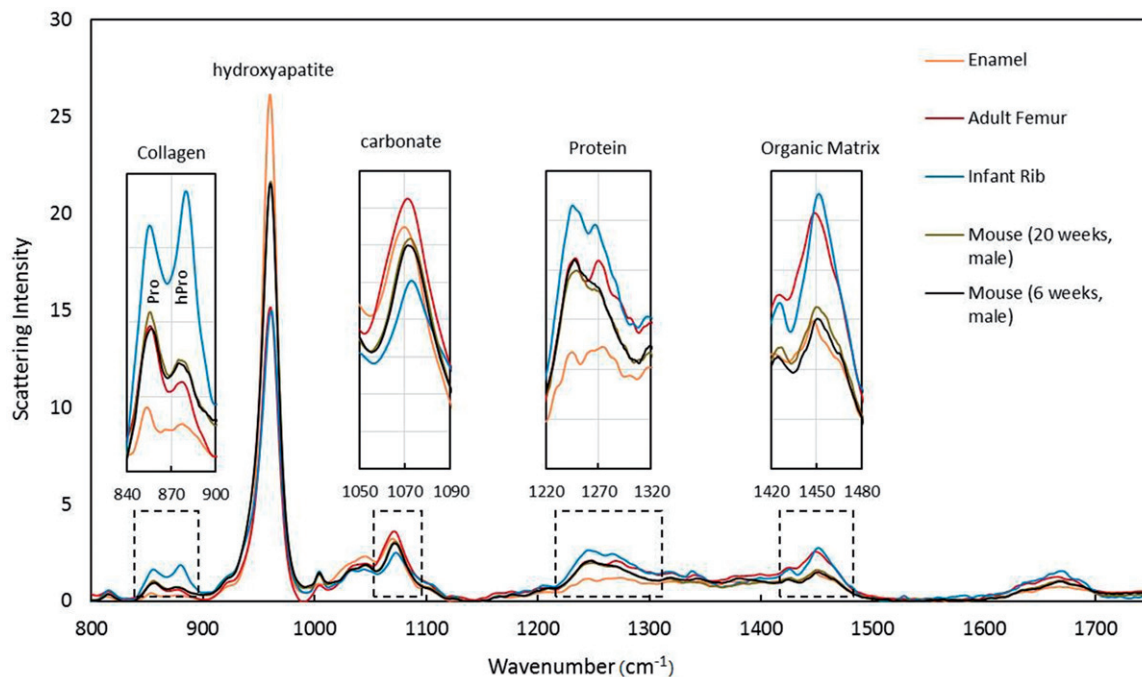 30
25
20
15
10
5
0
Scattering Intensity
hydroxyapatite
Collagen
carbonate
Protein
Organic Matrix
Pro
hPro
840 870 900
1050 1070 1090
1220 1270 1320
1420 1450 1480
Enamel
Adult Femur
Infant Rib
Mouse (20 weeks,
male)
Mouse (6 weeks,
male)
800 900 1000 1100 1200 1300 1400 1500 1600 1700
Wavenumber (cm⁻¹)